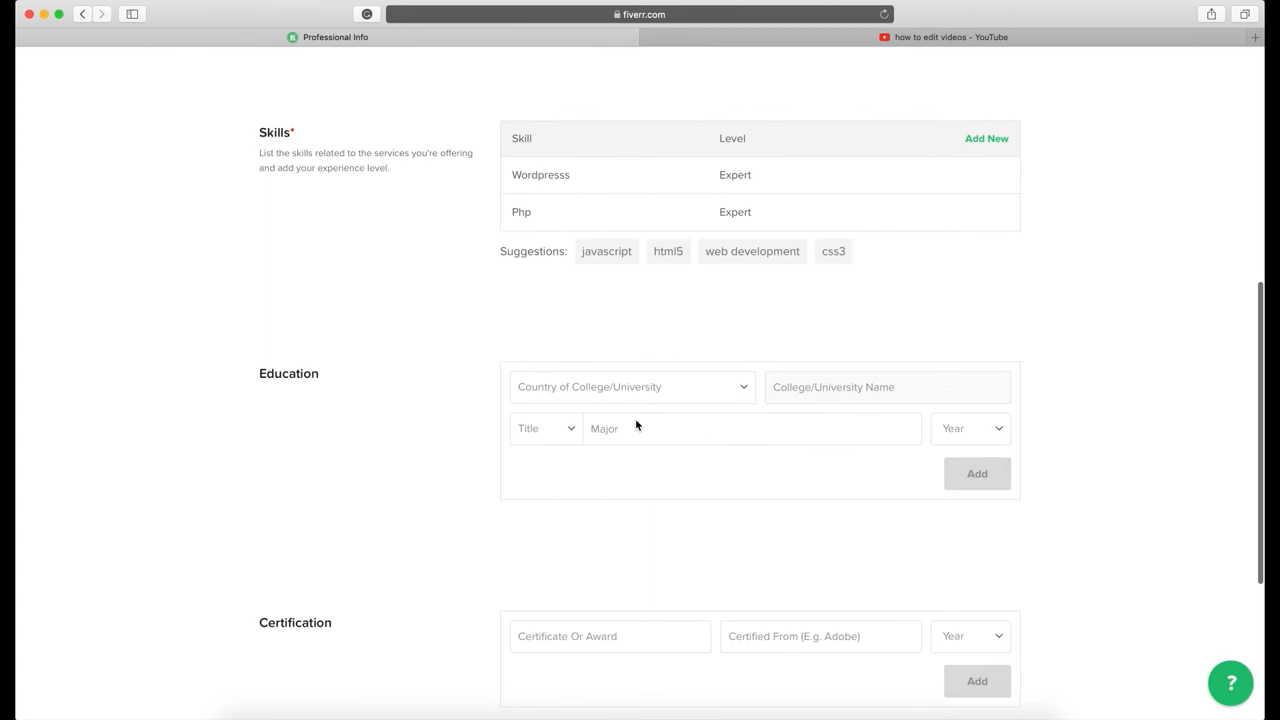 fiverr.com
Professional Info
how to edit videos - YouTube
Skills*
List the skills related to the services you're offering
and add your experience level.
Skill Level Add New
Wordpresss Expert
Php Expert
Suggestions: javascript html5 web development css3
Education
Country of College/University College/University Name
Title Major Year
Add
Certification
Certificate Or Award Certified From (E.g. Adobe) Year
Add
?